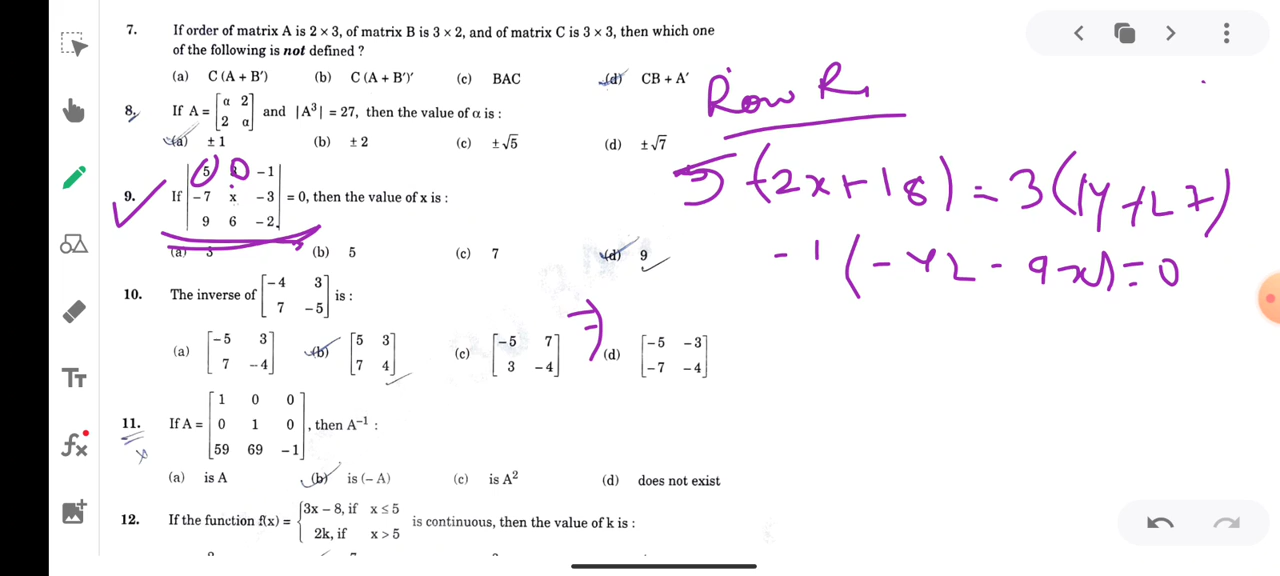 7. If order of matrix A is 2 × 3, of matrix B is 3 × 2, and of matrix C is 3 × 3, then which one
of the following is not defined ?
(a) C (A + B′) (b) C (A + B′)′ (c) BAC (d) CB + A′
Row R₁
8. If A = [α 2
2 α] and |A³| = 27, then the value of α is :
(a) ± 1 (b) ± 2 (c) ± √5 (d) ± √7
5 (-2x+18) = 3(14+27)
-1 (-42 - 9x) = 0
9. If |5 -1
-7 x -3
9 6 -2| = 0, then the value of x is :
(a) 3 (b) 5 (c) 7 (d) 9
10. The inverse of [-4 3
7 -5] is :
(a) [-5 3
7 -4] (b) [5 3
7 4] (c) [-5 7
3 -4] ⇒ (d) [-5 -3
-7 -4]
11. If A = [1 0 0
0 1 0
59 69 -1], then A⁻¹ :
(a) is A (b) is (– A) (c) is A² (d) does not exist
12. If the function f(x) = {3x – 8, if x ≤ 5
2k, if x > 5 is continuous, then the value of k is :
Tт
fx